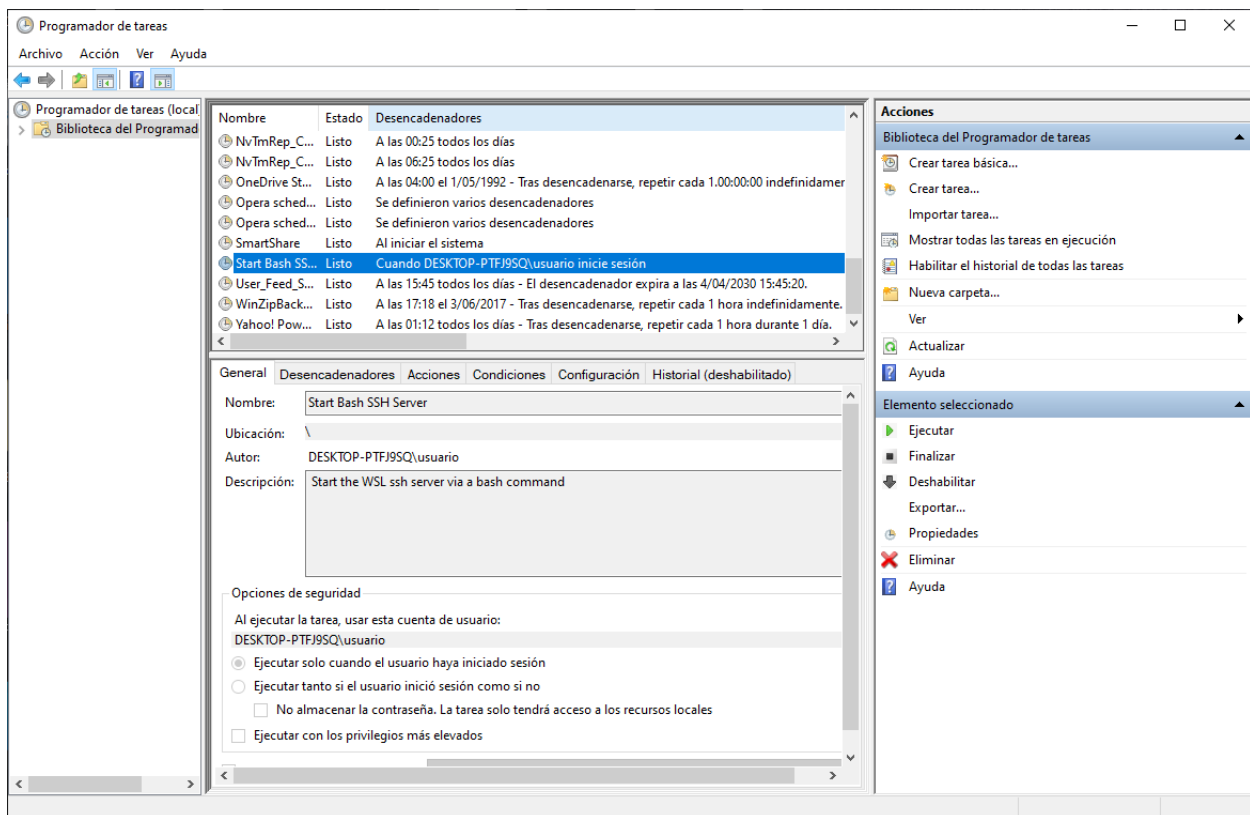 Programador de tareas
Archivo Acción Ver Ayuda
Programador de tareas (local
Biblioteca del Programad
Nombre Estado Desencadenadores
NvTmRep_C... Listo A las 00:25 todos los días
NvTmRep_C... Listo A las 06:25 todos los días
OneDrive St... Listo A las 04:00 el 1/05/1992 - Tras desencadenarse, repetir cada 1.00:00:00 indefinidamer
Opera sched... Listo Se definieron varios desencadenadores
Opera sched... Listo Se definieron varios desencadenadores
SmartShare Listo Al iniciar el sistema
Start Bash SS... Listo Cuando DESKTOP-PTFJ9SQ\usuario inicie sesión
User_Feed_S... Listo A las 15:45 todos los días - El desencadenador expira a las 4/04/2030 15:45:20.
WinZipBack... Listo A las 17:18 el 3/06/2017 - Tras desencadenarse, repetir cada 1 hora indefinidamente.
Yahoo! Pow... Listo A las 01:12 todos los días - Tras desencadenarse, repetir cada 1 hora durante 1 día.
General Desencadenadores Acciones Condiciones Configuración Historial (deshabilitado)
Nombre: Start Bash SSH Server
Ubicación: \
Autor: DESKTOP-PTFJ9SQ\usuario
Descripción: Start the WSL ssh server via a bash command
Opciones de seguridad
Al ejecutar la tarea, usar esta cuenta de usuario:
DESKTOP-PTFJ9SQ\usuario
Ejecutar solo cuando el usuario haya iniciado sesión
Ejecutar tanto si el usuario inició sesión como si no
No almacenar la contraseña. La tarea solo tendrá acceso a los recursos locales
Ejecutar con los privilegios más elevados
Acciones
Biblioteca del Programador de tareas
Crear tarea básica...
Crear tarea...
Importar tarea...
Mostrar todas las tareas en ejecución
Habilitar el historial de todas las tareas
Nueva carpeta...
Ver
Actualizar
Ayuda
Elemento seleccionado
Ejecutar
Finalizar
Deshabilitar
Exportar...
Propiedades
Eliminar
Ayuda